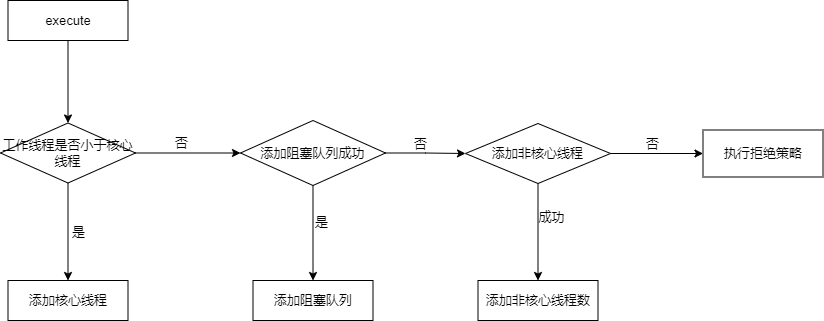 execute
工作线程是否小于核心
线程
否
添加阻塞队列成功
否
添加非核心线程
否
执行拒绝策略
是
是
成功
添加核心线程
添加阻塞队列
添加非核心线程数